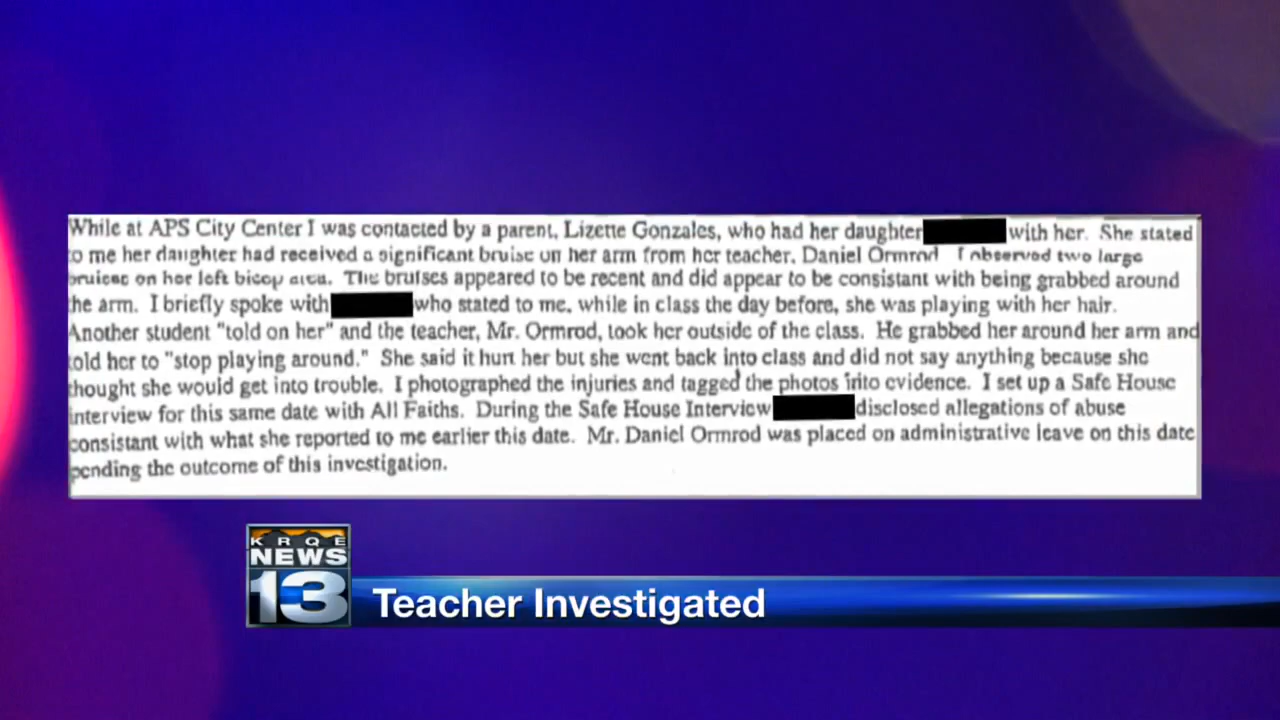 While at APS City Center I was contacted by a parent, Lizette Gonzales, who had her daughter with her. She stated
to me her daughter had received a significant bruise on her arm from her teacher, Daniel Ormrod I observed two large
bruises on her left bicep area. The bruises appeared to be recent and did appear to be consistent with being grabbed around
the arm. I briefly spoke with who stated to me, while in class the day before, she was playing with her hair.
Another student "told on her" and the teacher, Mr. Ormrod, took her outside of the class. He grabbed her around her arm and
told her to "stop playing around." She said it hurt her but she went back into class and did not say anything because she
thought she would get into trouble. I photographed the injuries and tagged the photos into evidence. I set up a Safe House
interview for this same date with All Faiths. During the Safe House Interview disclosed allegations of abuse
consistant with what she reported to me earlier this date. Mr. Daniel Ormrod was placed on administrative leave on this date
pending the outcome of this investigation.
KRQE
NEWS
13
Teacher Investigated